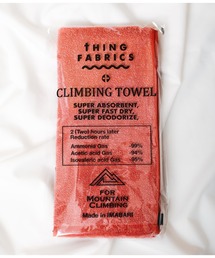 THING
FABRICS
CLIMBING TOWEL
SUPER ABSORBENT,
SUPER FAST DRY,
SUPER DEODORIZE,
2 (Two) hours later
Reduction rate
Ammonia Gas -99%
Acetic acid Gas -94%
Isovaleric acid Gas -95%
FOR
MOUNTAIN
CLIMBING
Made in IMABARI